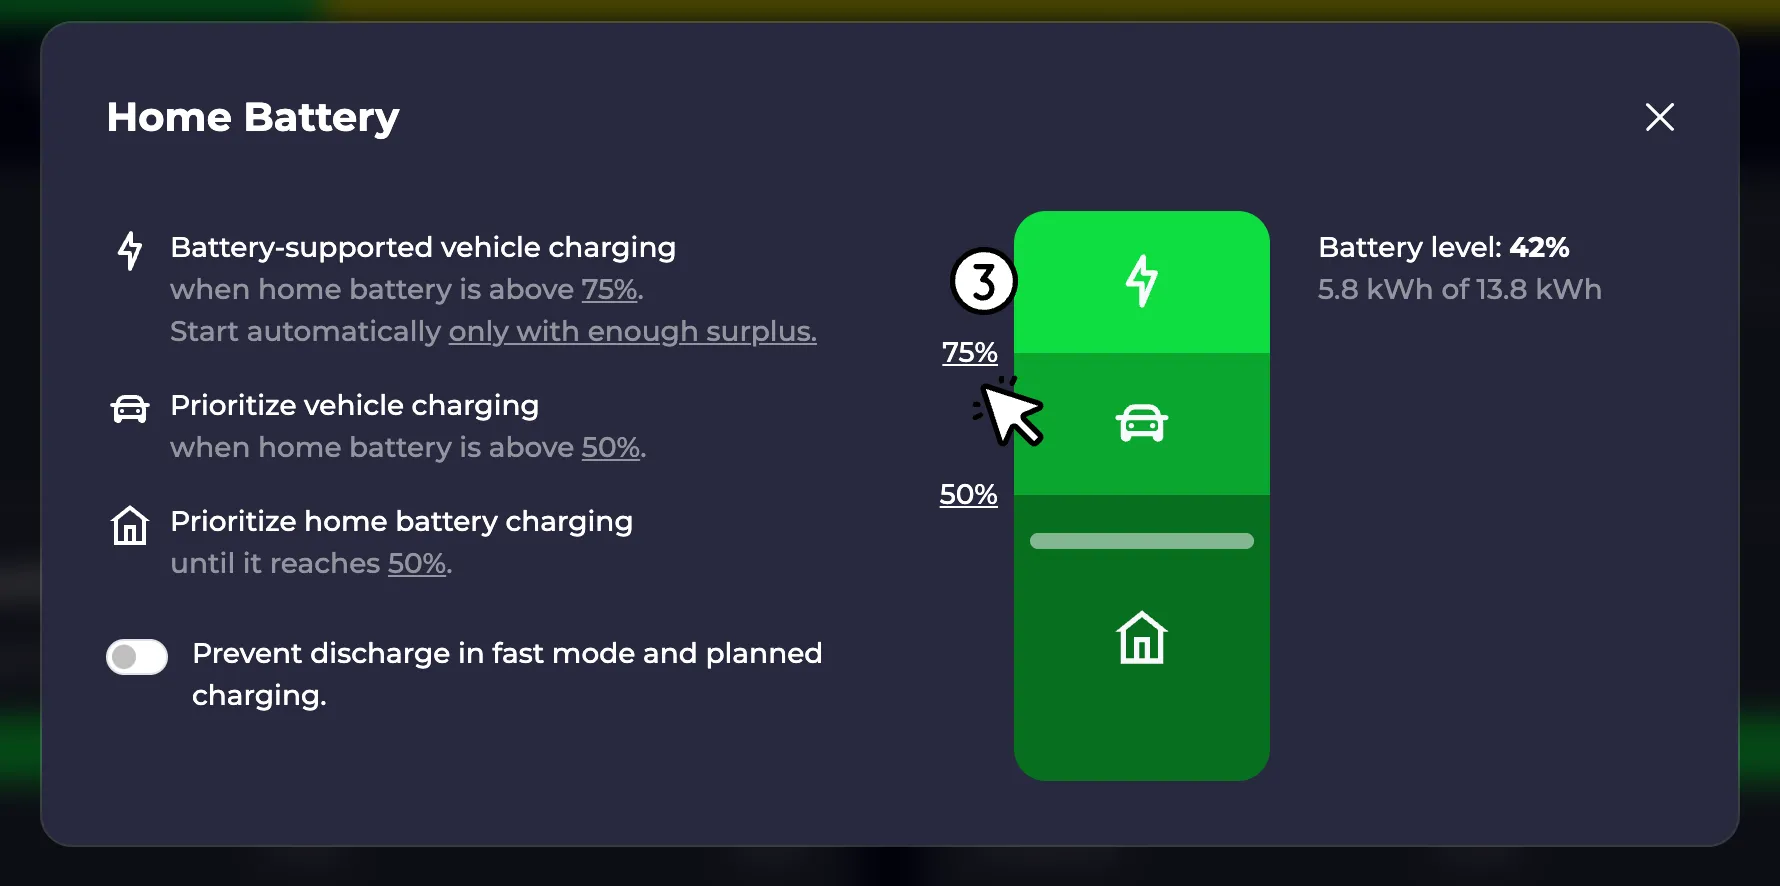 Home Battery
Battery-supported vehicle charging
when home battery is above 75%.
Start automatically only with enough surplus.
Prioritize vehicle charging
when home battery is above 50%.
Prioritize home battery charging
until it reaches 50%.
Prevent discharge in fast mode and planned
charging.
3
75%
50%
Battery level: 42%
5.8 kWh of 13.8 kWh